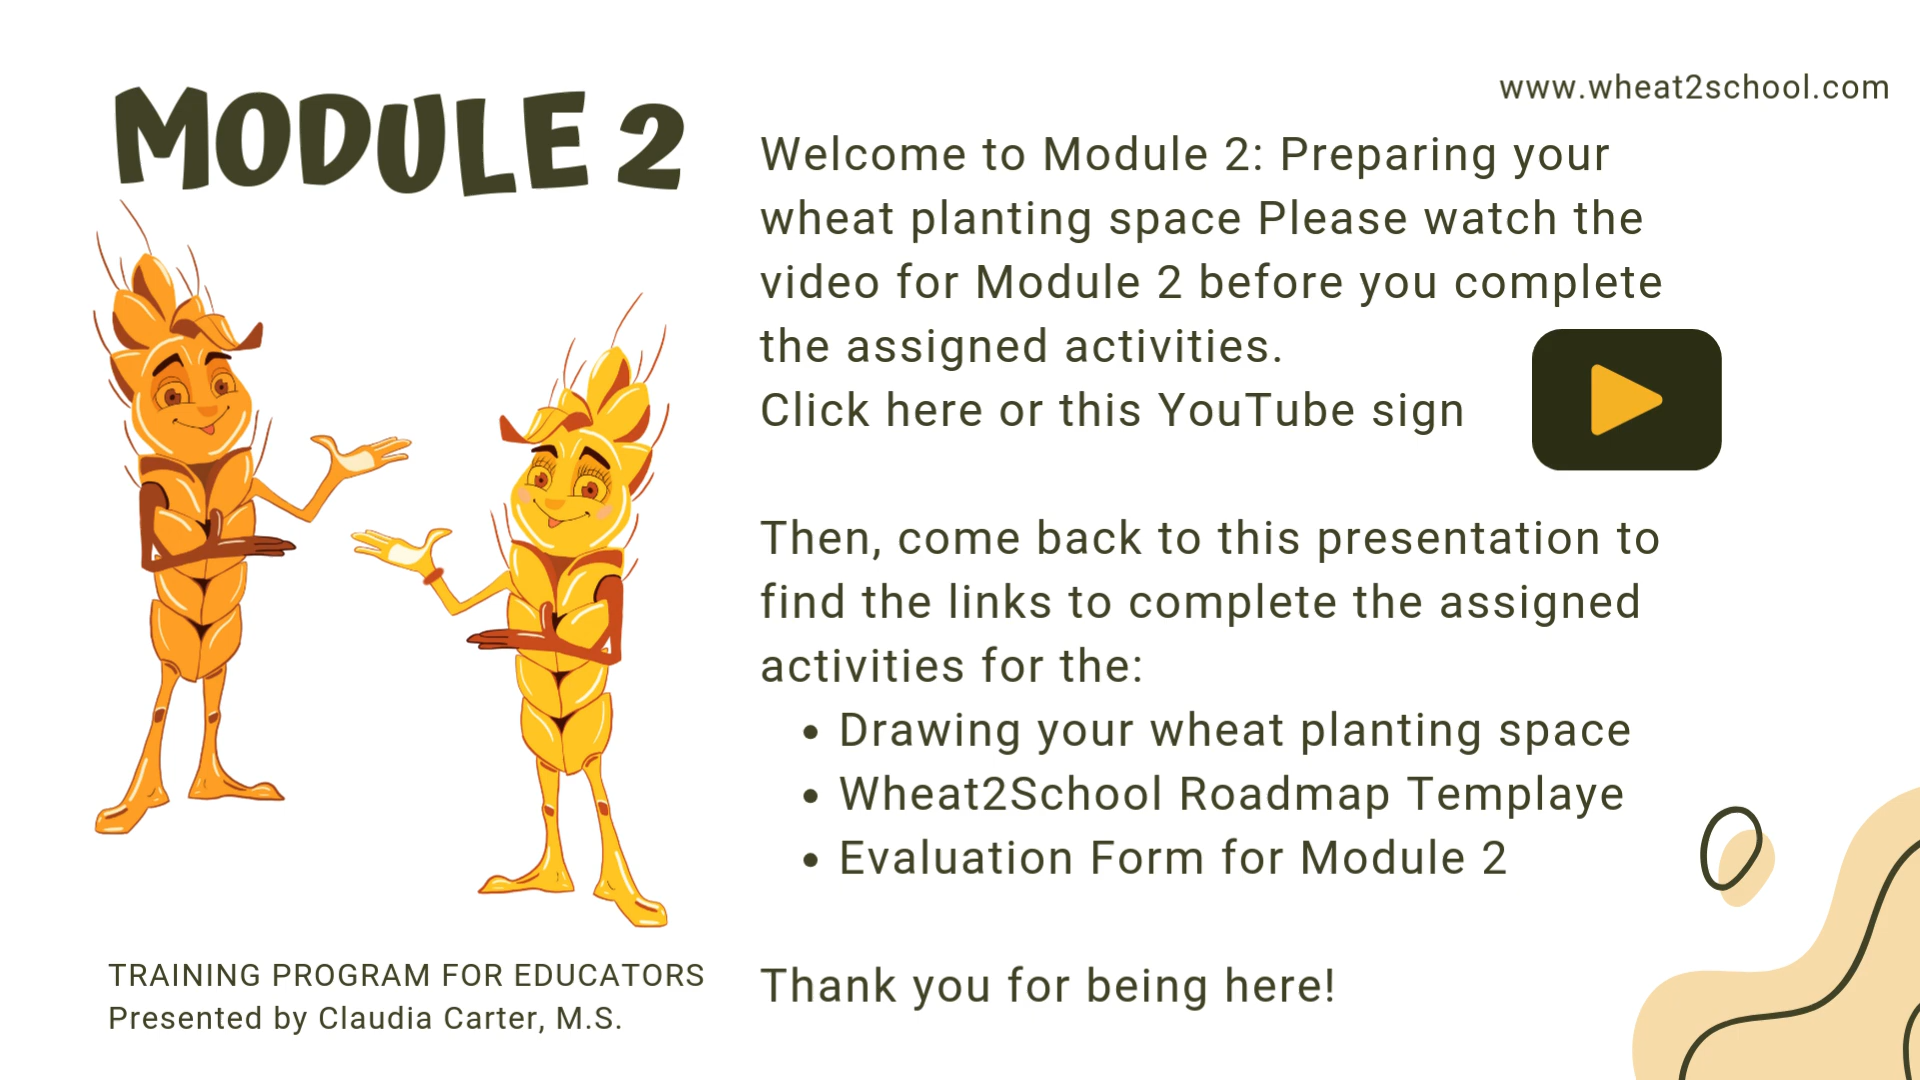 MODULE 2
www.wheat2school.com
Welcome to Module 2: Preparing your
wheat planting space Please watch the
video for Module 2 before you complete
the assigned activities.
Click here or this YouTube sign
Then, come back to this presentation to
find the links to complete the assigned
activities for the:
• Drawing your wheat planting space
• Wheat2School Roadmap Templaye
• Evaluation Form for Module 2
Thank you for being here!
TRAINING PROGRAM FOR EDUCATORS
Presented by Claudia Carter, M.S.